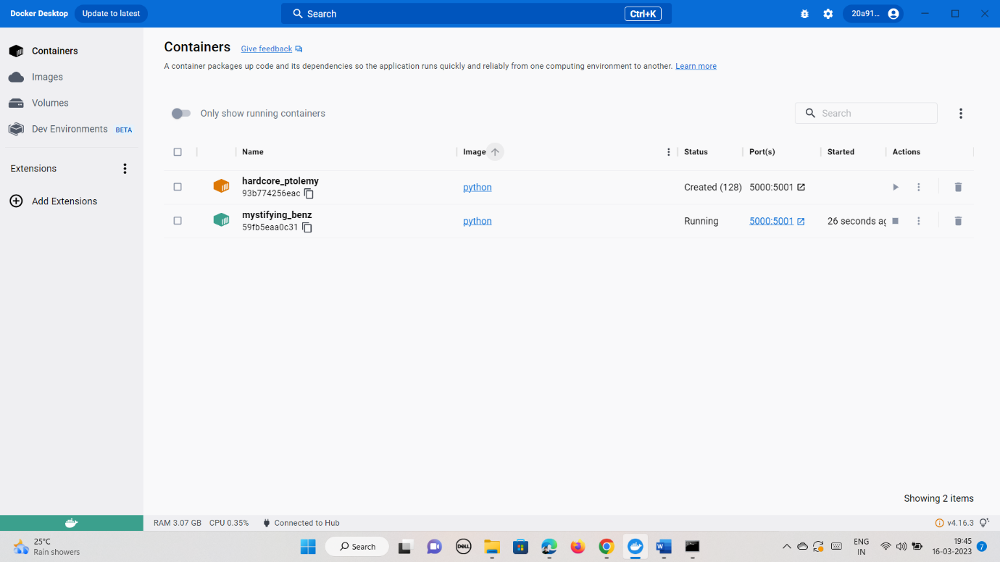 Docker Desktop Update to latest Search Ctrl+K 20a91...
Containers
Images
Volumes
Dev Environments BETA
Extensions
Add Extensions
Containers Give feedback
A container packages up code and its dependencies so the application runs quickly and reliably from one computing environment to another. Learn more
Only show running containers Search
Name Image Status Port(s) Started Actions
hardcore_ptolemy
93b774256eac python Created (128) 5000:5001
mystifying_benz
59fb5eaa0c31 python Running 5000:5001 26 seconds ag
Showing 2 items
RAM 3.07 GB CPU 0.35% Connected to Hub v4.16.3
25°C
Rain showers
Search
DELL
W
ENG
IN
19:45
16-03-2023
7